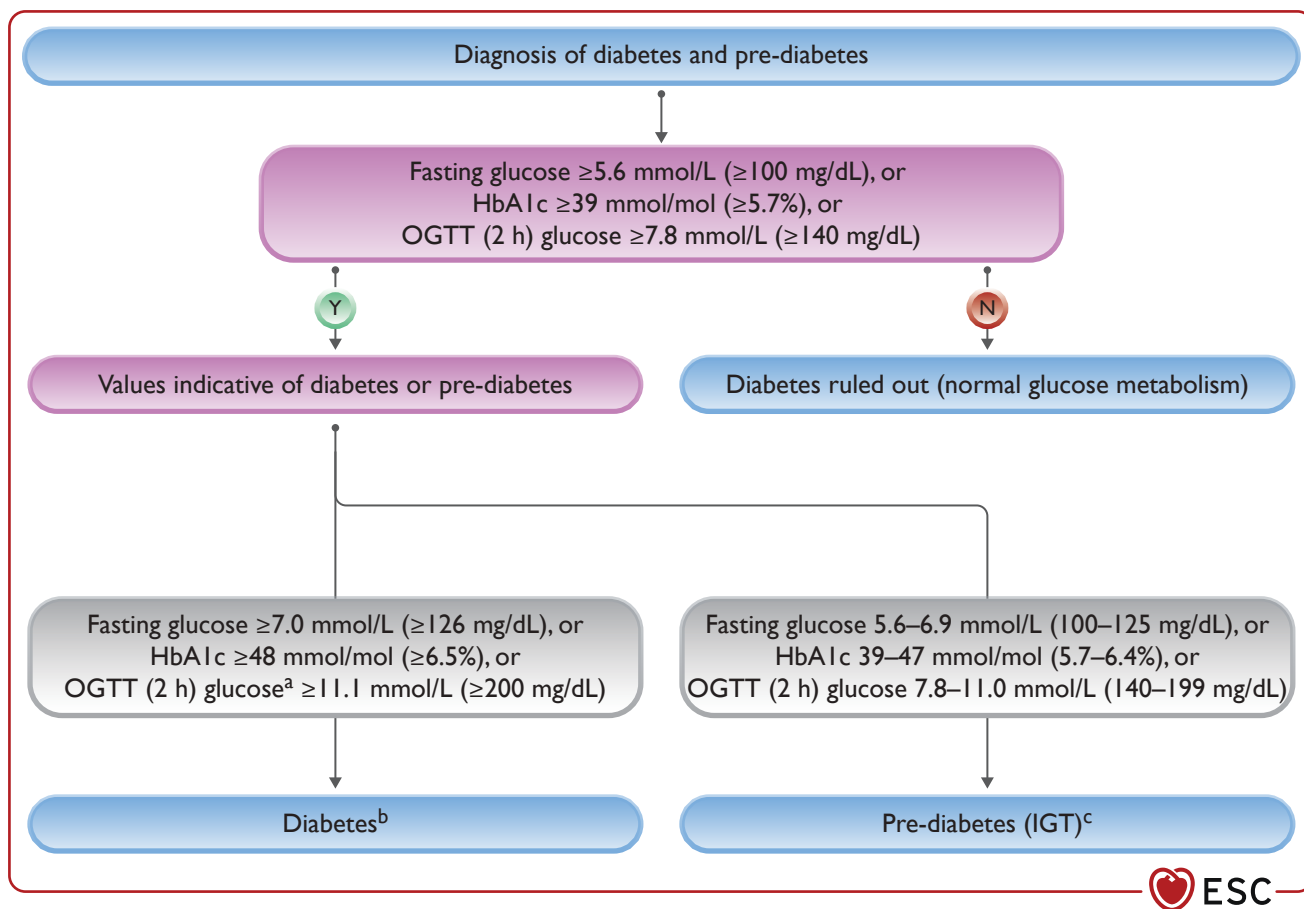 Diagnosis of diabetes and pre-diabetes
Fasting glucose ≥5.6 mmol/L (≥100 mg/dL), or
HbA1c ≥39 mmol/mol (≥5.7%), or
OGTT (2 h) glucose ≥7.8 mmol/L (≥140 mg/dL)
Y
N
Values indicative of diabetes or pre-diabetes
Diabetes ruled out (normal glucose metabolism)
Fasting glucose ≥7.0 mmol/L (≥126 mg/dL), or
HbA1c ≥48 mmol/mol (≥6.5%), or
OGTT (2 h) glucoseᵃ ≥11.1 mmol/L (≥200 mg/dL)
Fasting glucose 5.6–6.9 mmol/L (100–125 mg/dL), or
HbA1c 39–47 mmol/mol (5.7–6.4%), or
OGTT (2 h) glucose 7.8–11.0 mmol/L (140–199 mg/dL)
Diabetesᵇ
Pre-diabetes (IGT)ᶜ
ESC